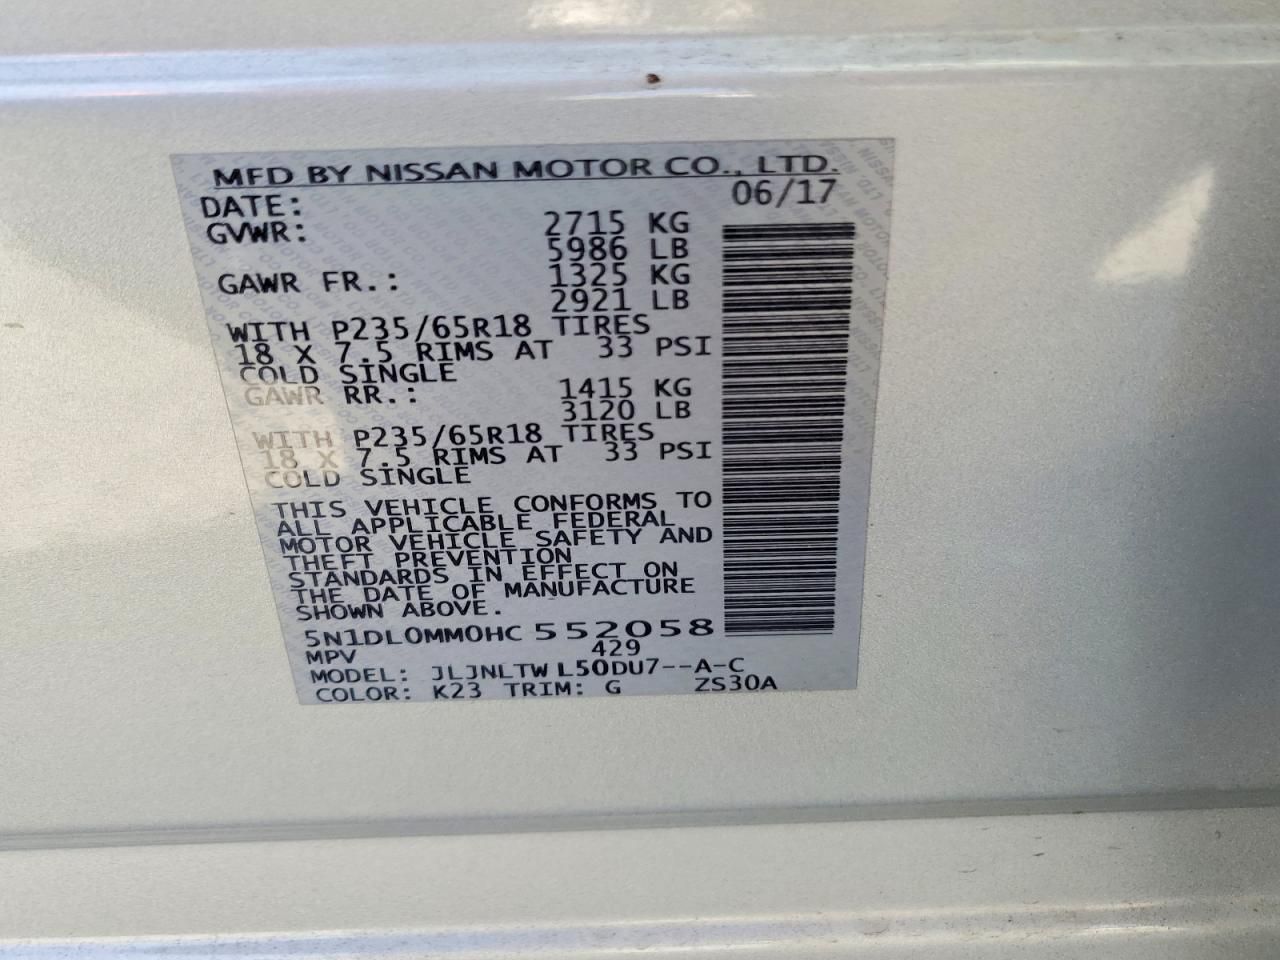 MFD BY NISSAN MOTOR CO., LTD.
DATE: 06/17
GVWR: 2715 KG
5986 LB
GAWR FR.: 1325 KG
2921 LB
WITH P235/65R18 TIRES
18 X 7.5 RIMS AT 33 PSI
COLD SINGLE
GAWR RR.: 1415 KG
3120 LB
WITH P235/65R18 TIRES
18 X 7.5 RIMS AT 33 PSI
COLD SINGLE
THIS VEHICLE CONFORMS TO
ALL APPLICABLE FEDERAL
MOTOR VEHICLE SAFETY AND
THEFT PREVENTION
STANDARDS IN EFFECT ON
THE DATE OF MANUFACTURE
SHOWN ABOVE.
5N1DL0MM0HC 552058
MPV 429
MODEL: JLJNLTW L50DU7--A-C
COLOR: K23 TRIM: G ZS30A